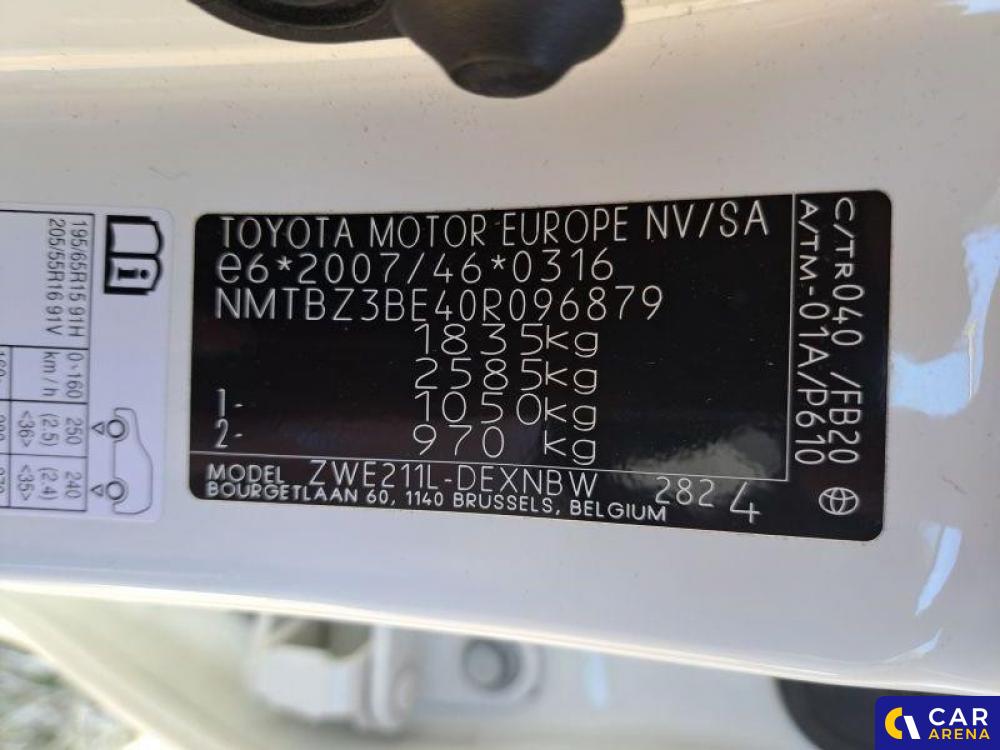 TOYOTA MOTOR EUROPE NV/SA
e6*2007/46*0316
NMTBZ3BE40R096879
1835kg
2585kg
1- 1050kg
2- 970 kg
MODEL ZWE211L-DEXNBW 282 4
BOURGETLAAN 60, 1140 BRUSSELS, BELGIUM
C/TR040 /FB20
A/TM-01A/P610
195/65R15 91H
205/55R16 91V
0>160
km/h
250
(2.5)
<36>
240
(2.4)
<35>
CAR
ARENA